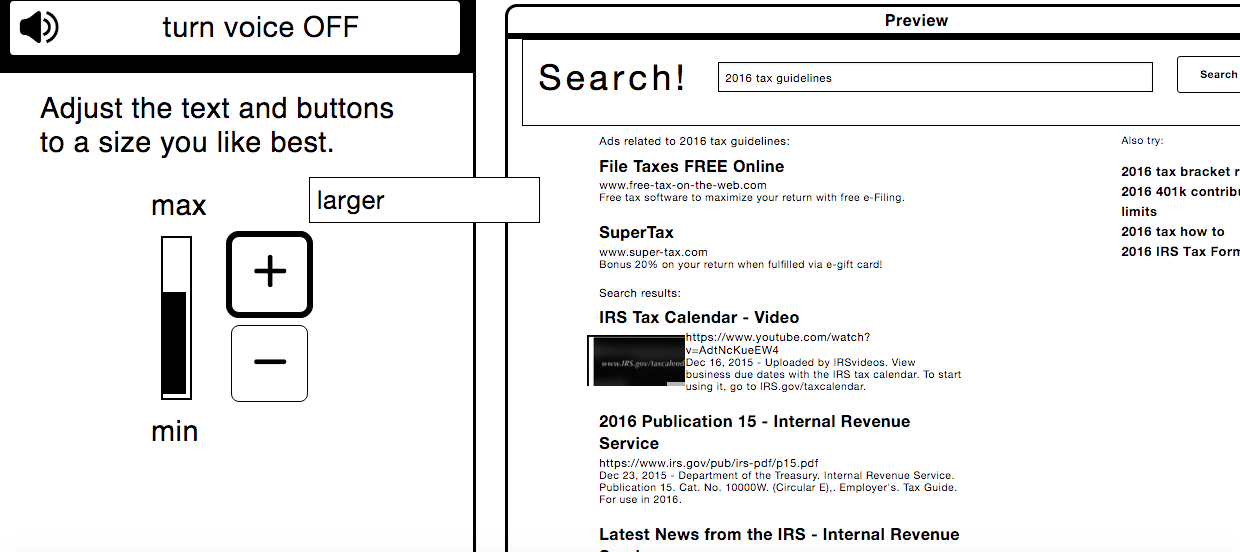 turn voice OFF
Adjust the text and buttons
to a size you like best.
max
larger
+
−
min
Preview
Search!
2016 tax guidelines
Search
Ads related to 2016 tax guidelines:
File Taxes FREE Online
www.free-tax-on-the-web.com
Free tax software to maximize your return with free e-Filing.
SuperTax
www.super-tax.com
Bonus 20% on your return when fulfilled via e-gift card!
Search results:
IRS Tax Calendar - Video
www.IRS.gov/taxcalend
https://www.youtube.com/watch?
v=AdtNcKueEW4
Dec 16, 2015 - Uploaded by IRSvideos. View
business due dates with the IRS tax calendar. To start
using it, go to IRS.gov/taxcalendar.
2016 Publication 15 - Internal Revenue
Service
https://www.irs.gov/pub/irs-pdf/p15.pdf
Dec 23, 2015 - Department of the Treasury. Internal Revenue Service.
Publication 15. Cat. No. 10000W. (Circular E),. Employer's. Tax Guide.
For use in 2016.
Latest News from the IRS - Internal Revenue
Also try:
2016 tax bracket r
2016 401k contribu
limits
2016 tax how to
2016 IRS Tax Form